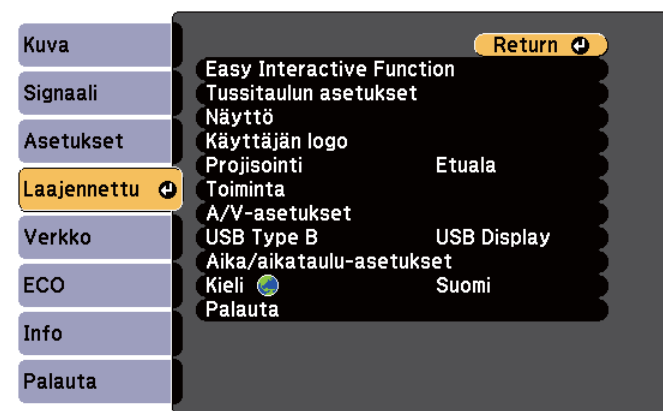 Kuva
Signaali
Asetukset
Laajennettu
Verkko
ECO
Info
Palauta
Return
Easy Interactive Function
Tussitaulun asetukset
Näyttö
Käyttäjän logo
Projisointi Etuala
Toiminta
A/V-asetukset
USB Type B USB Display
Aika/aikataulu-asetukset
Kieli Suomi
Palauta